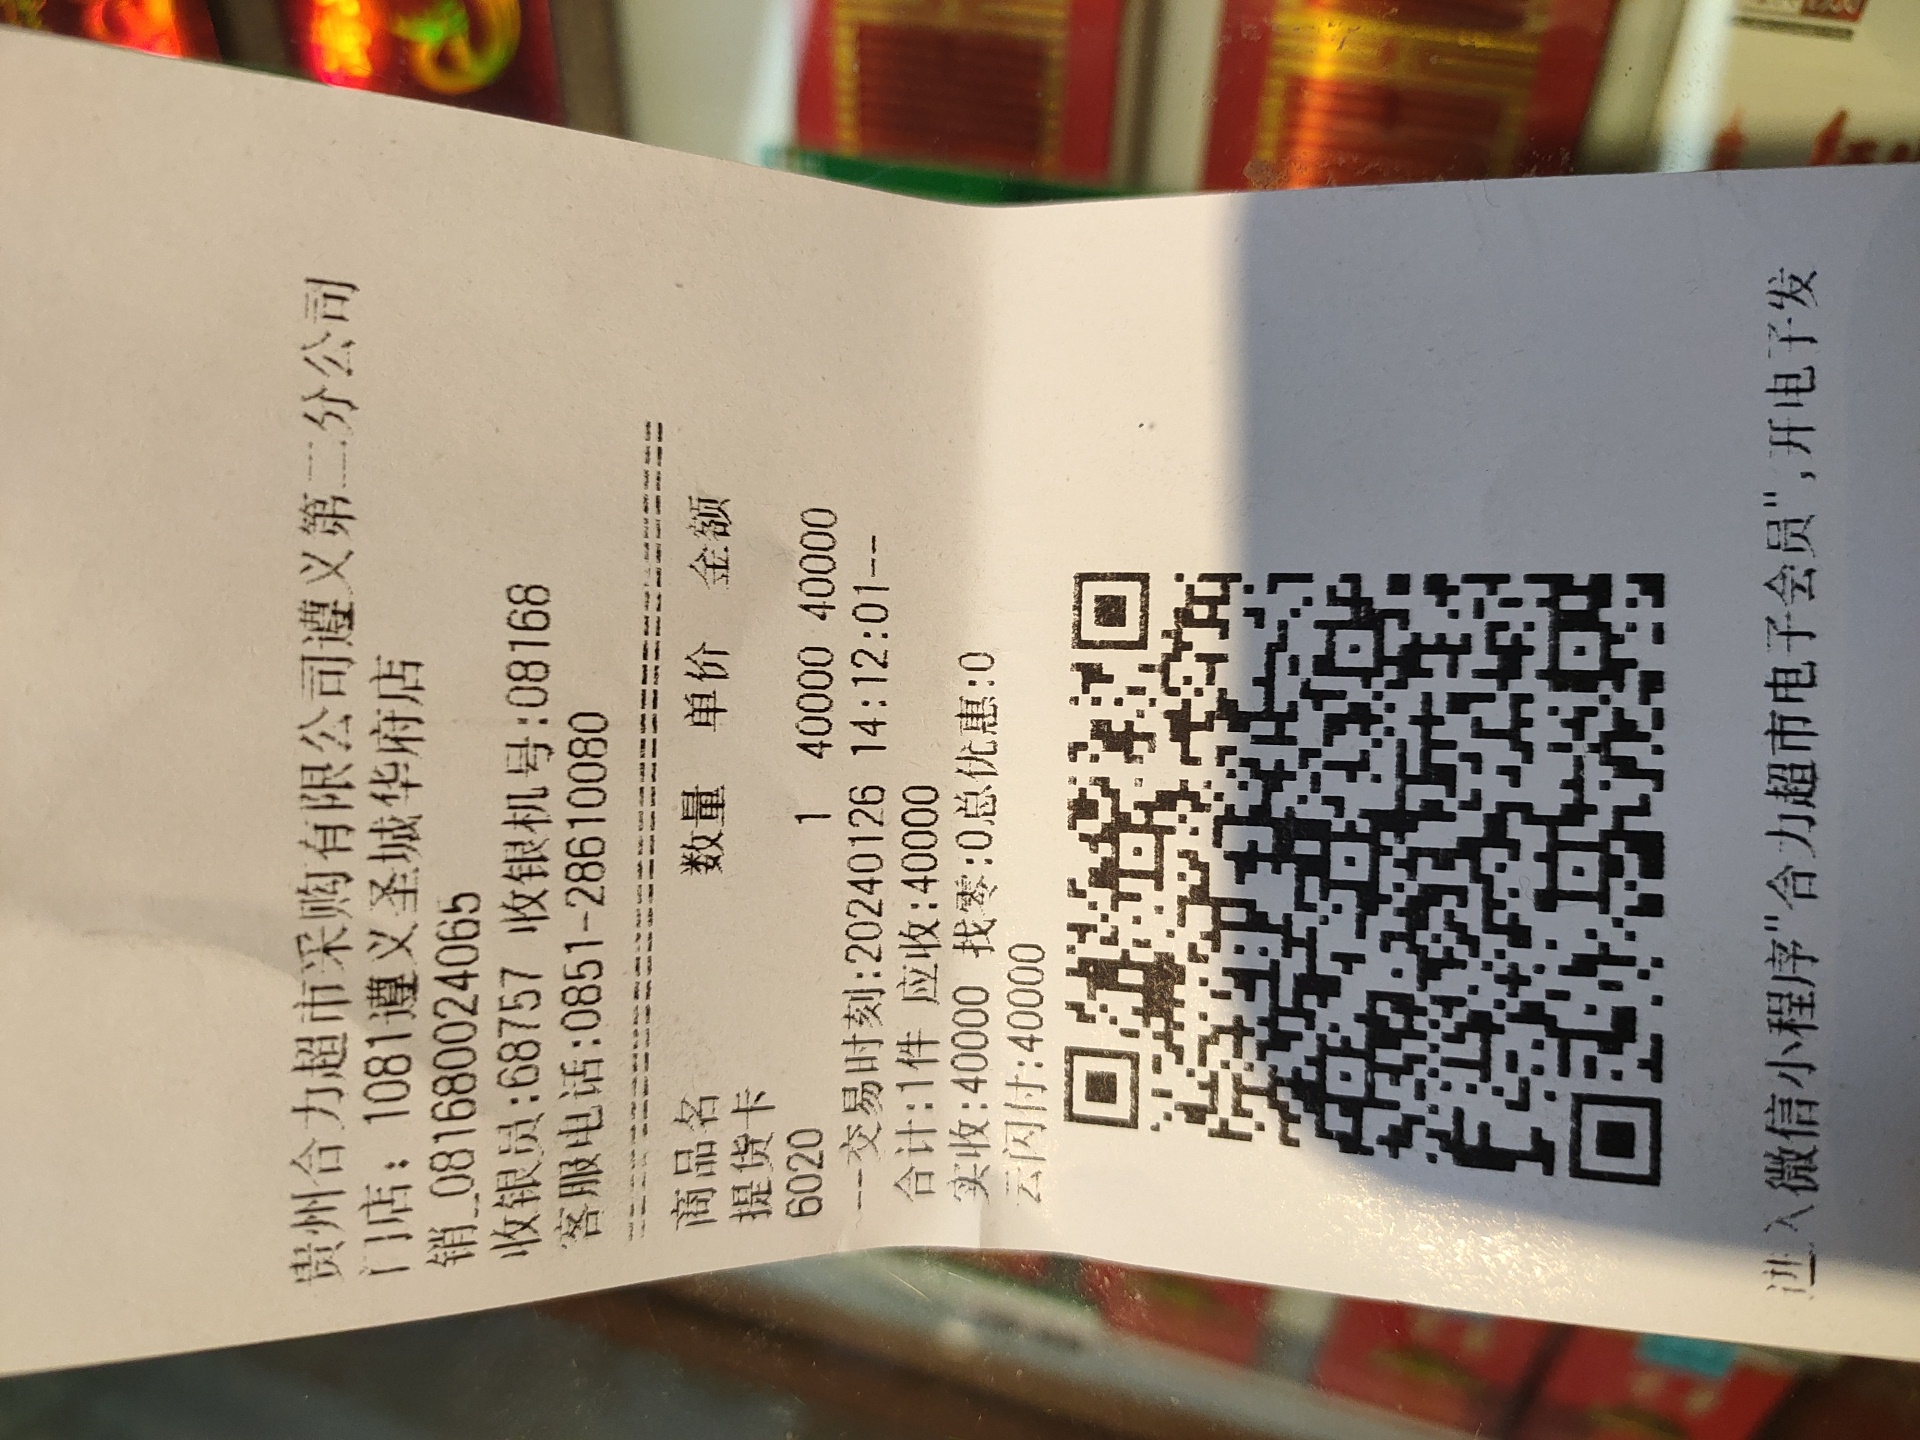 贵州合力超市采购有限公司遵义第二分公司
门店：1081遵义圣城华府店
销_081680024065
收银员:68757 收银机号:08168
客服电话:0851-28610080
商品名 数量 单价 金额
提货卡
6020 1 40000 40000
---交易时刻:20240126 14:12:01--
合计:1件 应收:40000
实收:40000 找零:0总优惠:0
云闪付:40000
进入微信小程序"合力超市电子会员",开电子发